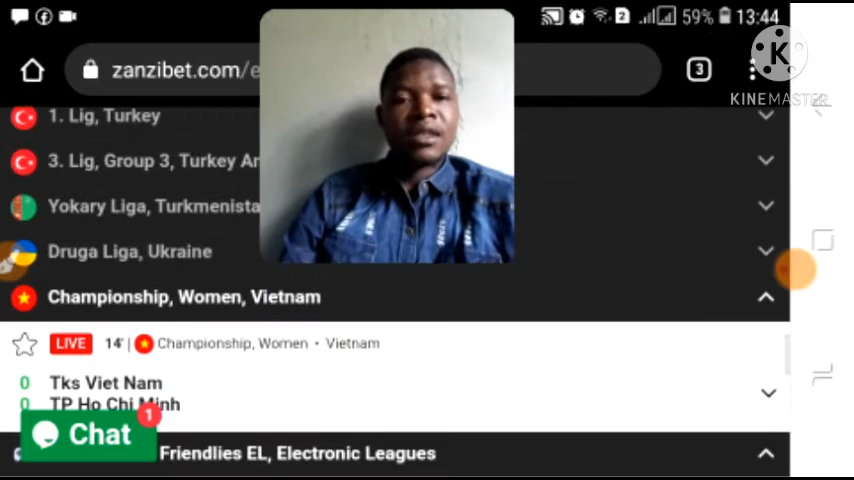 2 59% 13:44
zanzibet.com/e
3
K
KINEMASTER
1. Lig, Turkey
3. Lig, Group 3, Turkey Ar
Yokary Liga, Turkmenista
Druga Liga, Ukraine
Championship, Women, Vietnam
LIVE 14' | Championship, Women • Vietnam
0 Tks Viet Nam
0 TP Ho Chi Minh
Chat 1
Friendlies EL, Electronic Leagues